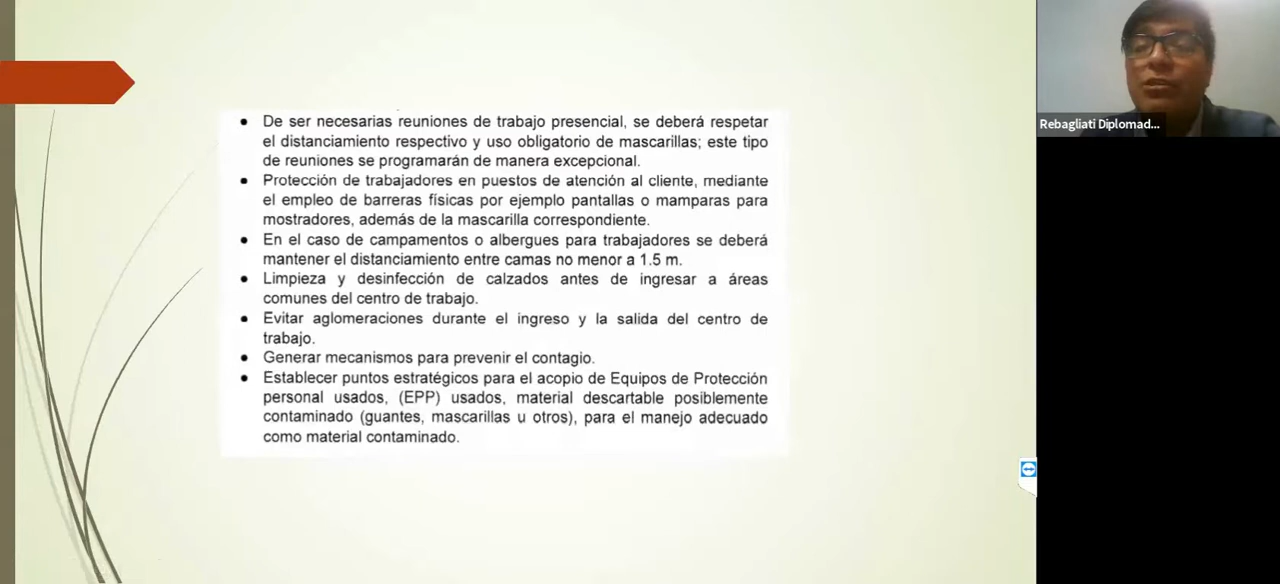 ● De ser necesarias reuniones de trabajo presencial, se deberá respetar
el distanciamiento respectivo y uso obligatorio de mascarillas; este tipo
de reuniones se programarán de manera excepcional.
● Protección de trabajadores en puestos de atención al cliente, mediante
el empleo de barreras físicas por ejemplo pantallas o mamparas para
mostradores, además de la mascarilla correspondiente.
● En el caso de campamentos o albergues para trabajadores se deberá
mantener el distanciamiento entre camas no menor a 1.5 m.
● Limpieza y desinfección de calzados antes de ingresar a áreas
comunes del centro de trabajo.
● Evitar aglomeraciones durante el ingreso y la salida del centro de
trabajo.
● Generar mecanismos para prevenir el contagio.
● Establecer puntos estratégicos para el acopio de Equipos de Protección
personal usados, (EPP) usados, material descartable posiblemente
contaminado (guantes, mascarillas u otros), para el manejo adecuado
como material contaminado.
Rebagliati Diplomad...